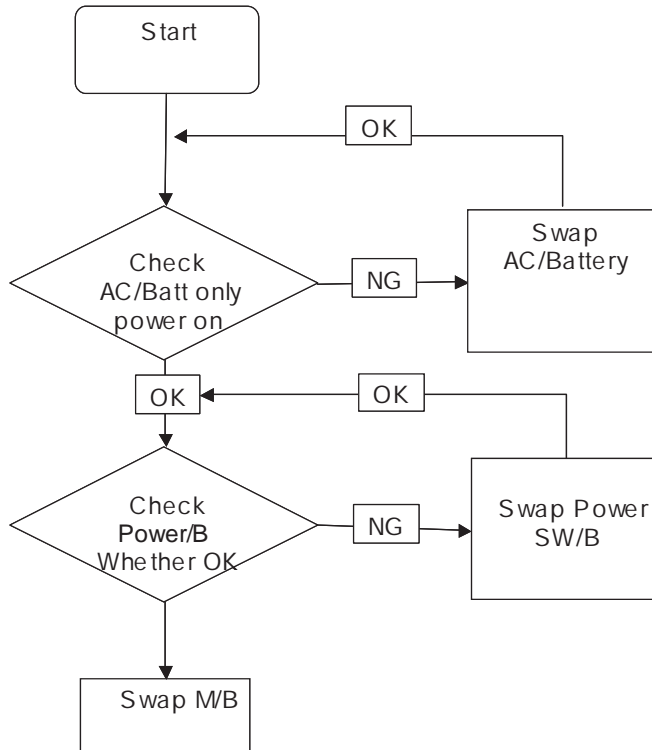 Start
OK
Check
AC/Batt only
power on
NG
Swap
AC/Battery
OK
OK
Check
Power/B
Whether OK
NG
Swap Power
SW/B
Swap M/B